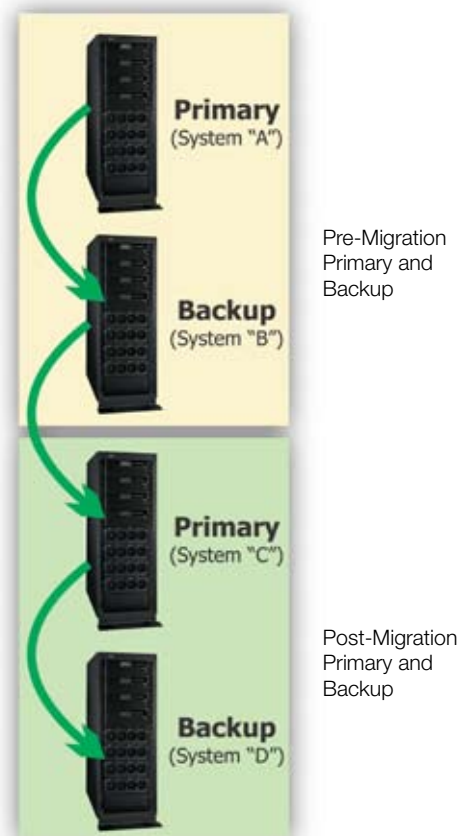 Primary
(System "A")
Backup
(System "B")
Pre-Migration
Primary and
Backup
Primary
(System "C")
Backup
(System "D")
Post-Migration
Primary and
Backup